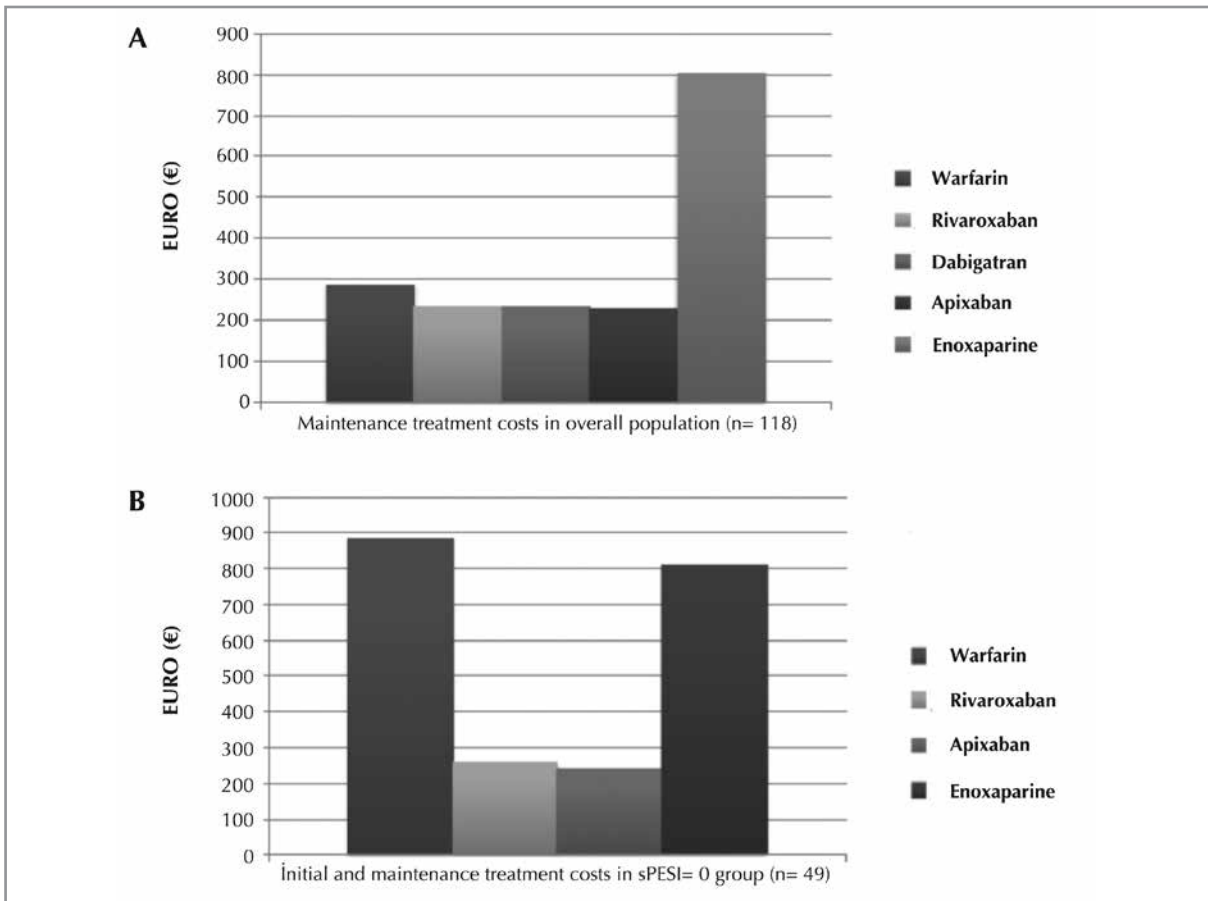 A
900
800
700
600
500
400
300
200
100
0
EURO (€)
Maintenance treatment costs in overall population (n= 118)
Warfarin
Rivaroxaban
Dabigatran
Apixaban
Enoxaparine
B
1000
900
800
700
600
500
400
300
200
100
0
EURO (€)
İnitial and maintenance treatment costs in sPESI= 0 group (n= 49)
Warfarin
Rivaroxaban
Apixaban
Enoxaparine